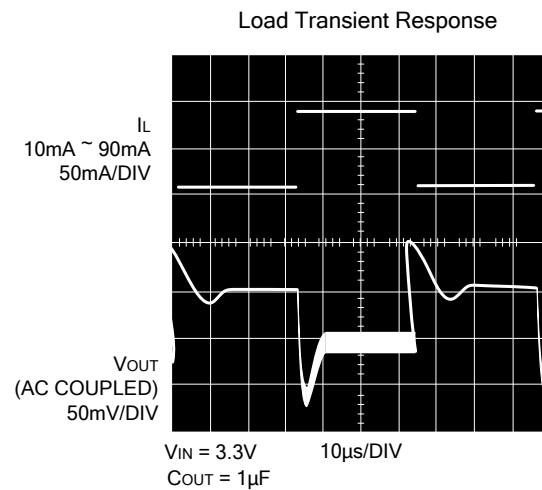 Load Transient Response
IL
10mA ~ 90mA
50mA/DIV
VOUT
(AC COUPLED)
50mV/DIV
VIN = 3.3V
10µs/DIV
COUT = 1µF